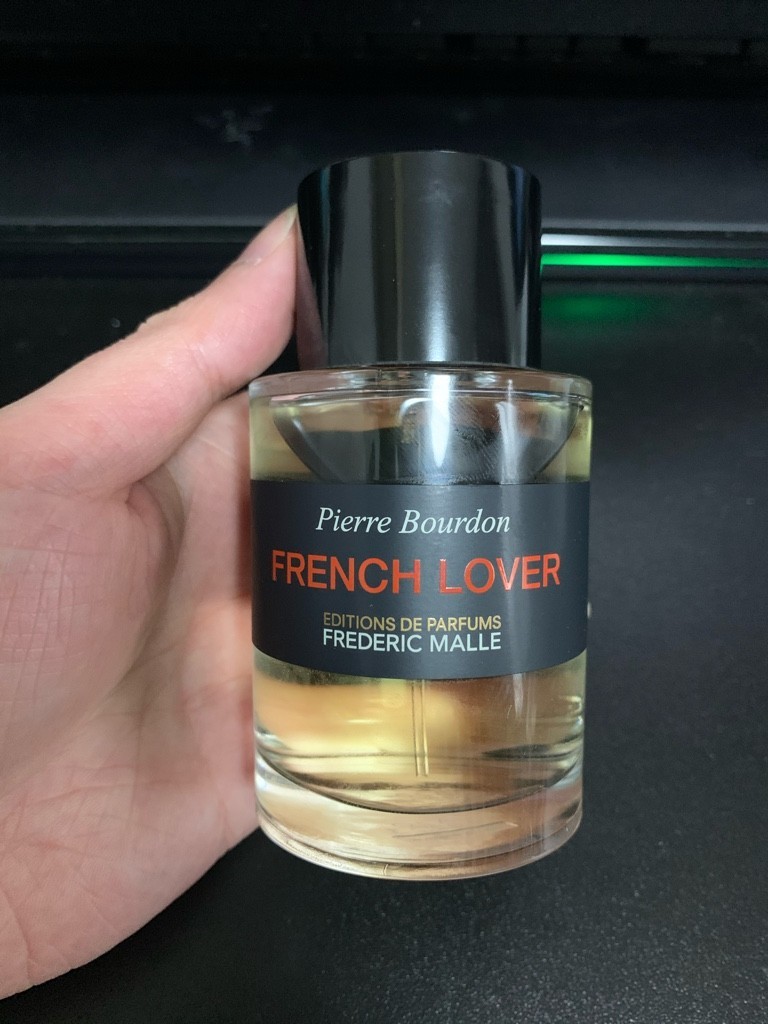 Pierre Bourdon
FRENCH LOVER
EDITIONS DE PARFUMS
FREDERIC MALLE